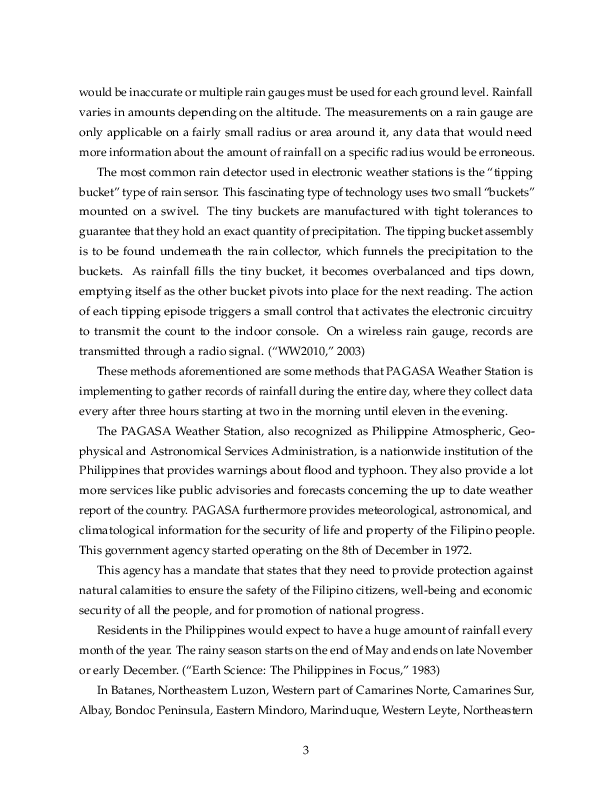 would be inaccurate or multiple rain gauges must be used for each ground level. Rainfall
varies in amounts depending on the altitude. The measurements on a rain gauge are
only applicable on a fairly small radius or area around it, any data that would need
more information about the amount of rainfall on a specific radius would be erroneous.
The most common rain detector used in electronic weather stations is the “tipping
bucket” type of rain sensor. This fascinating type of technology uses two small “buckets”
mounted on a swivel. The tiny buckets are manufactured with tight tolerances to
guarantee that they hold an exact quantity of precipitation. The tipping bucket assembly
is to be found underneath the rain collector, which funnels the precipitation to the
buckets. As rainfall fills the tiny bucket, it becomes overbalanced and tips down,
emptying itself as the other bucket pivots into place for the next reading. The action
of each tipping episode triggers a small control that activates the electronic circuitry
to transmit the count to the indoor console. On a wireless rain gauge, records are
transmitted through a radio signal. (“WW2010,” 2003)
These methods aforementioned are some methods that PAGASA Weather Station is
implementing to gather records of rainfall during the entire day, where they collect data
every after three hours starting at two in the morning until eleven in the evening.
The PAGASA Weather Station, also recognized as Philippine Atmospheric, Geo-
physical and Astronomical Services Administration, is a nationwide institution of the
Philippines that provides warnings about flood and typhoon. They also provide a lot
more services like public advisories and forecasts concerning the up to date weather
report of the country. PAGASA furthermore provides meteorological, astronomical, and
climatological information for the security of life and property of the Filipino people.
This government agency started operating on the 8th of December in 1972.
This agency has a mandate that states that they need to provide protection against
natural calamities to ensure the safety of the Filipino citizens, well-being and economic
security of all the people, and for promotion of national progress.
Residents in the Philippines would expect to have a huge amount of rainfall every
month of the year. The rainy season starts on the end of May and ends on late November
or early December. (“Earth Science: The Philippines in Focus,” 1983)
In Batanes, Northeastern Luzon, Western part of Camarines Norte, Camarines Sur,
Albay, Bondoc Peninsula, Eastern Mindoro, Marinduque, Western Leyte, Northeastern
3